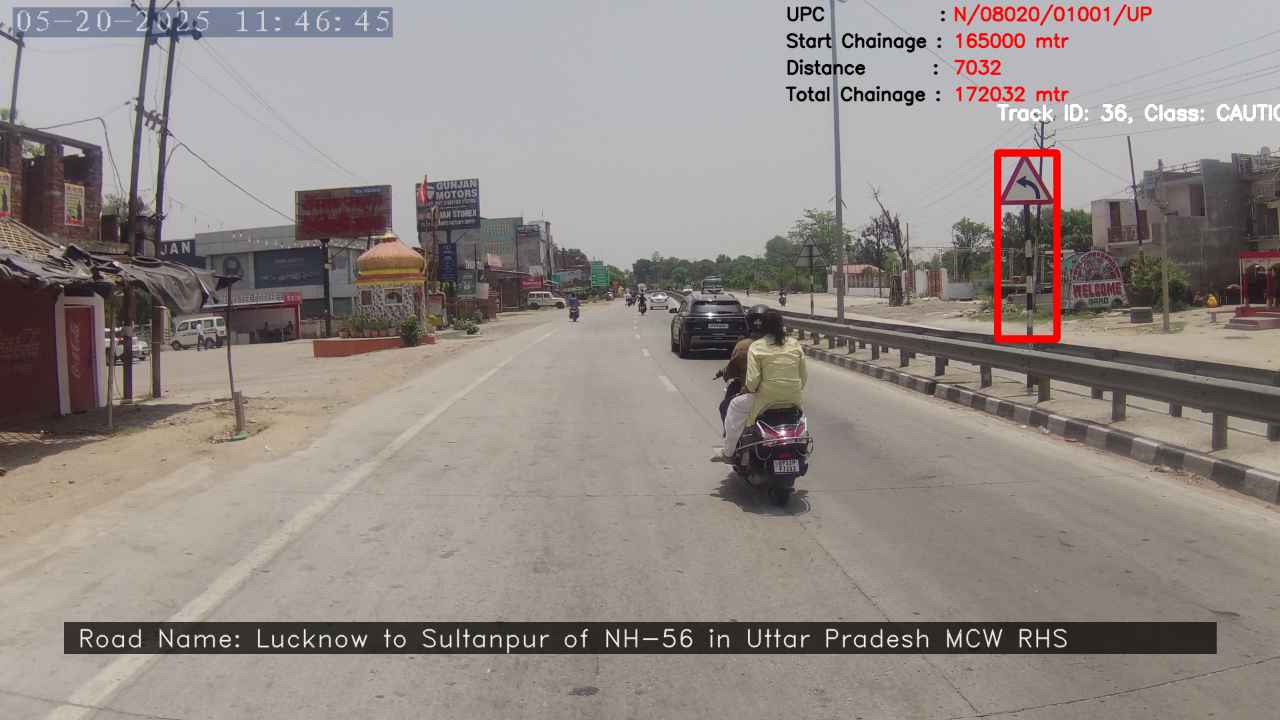 05-20-2025 11:46:45
UPC : N/08020/01001/UP
Start Chainage : 165000 mtr
Distance : 7032
Total Chainage : 172032 mtr
Track ID: 36, Class: CAUTIO
GUNJAN
MOTORS
JAN
WELCOME
BAND
Road Name: Lucknow to Sultanpur of NH-56 in Uttar Pradesh MCW RHS